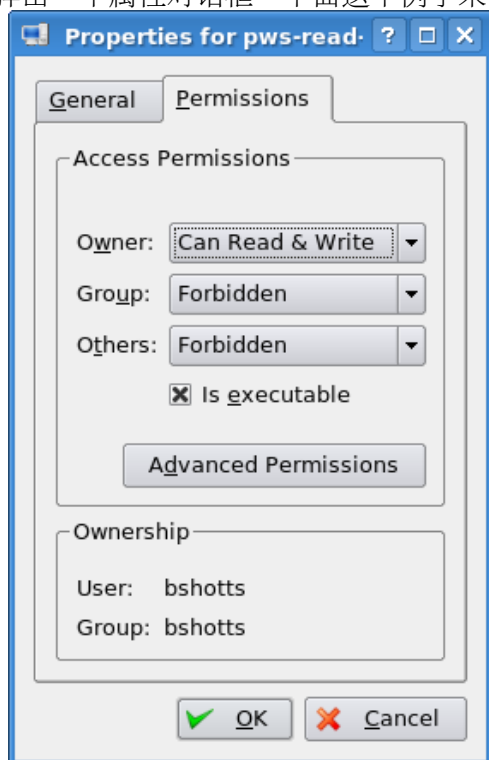 Properties for pws-read-
General
Permissions
Access Permissions
Owner: Can Read & Write
Group: Forbidden
Others: Forbidden
Is executable
Advanced Permissions
Ownership
User: bshotts
Group: bshotts
OK
Cancel